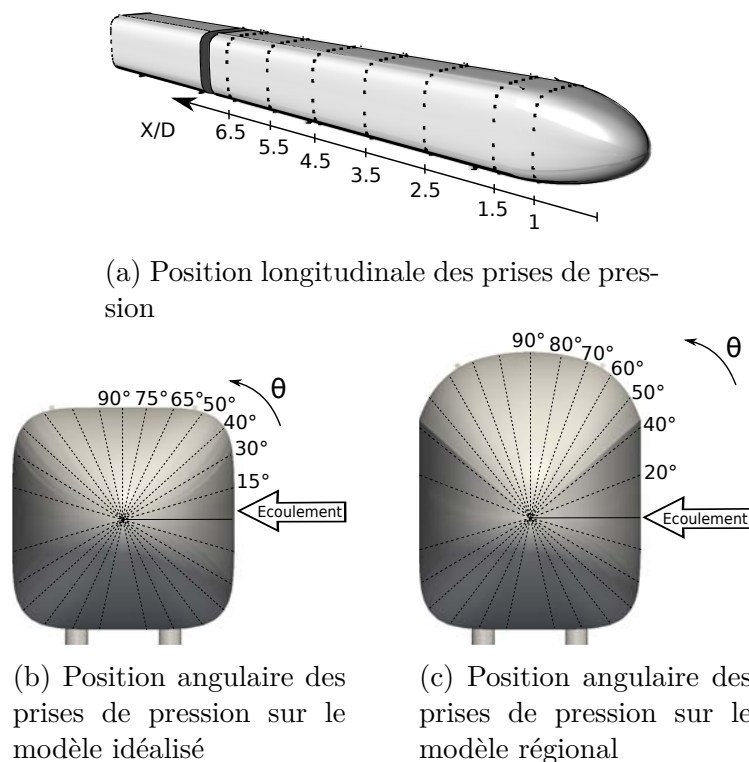 X/D
6.5
5.5
4.5
3.5
2.5
1.5
1
(a) Position longitudinale des prises de pres-
sion
90° 75° 65° 50°
40°
30°
15°
θ
Ecoulement
(b) Position angulaire des
prises de pression sur le
modèle idéalisé
90° 80° 70°
60°
50°
40°
20°
θ
Ecoulement
(c) Position angulaire des
prises de pression sur le
modèle régional